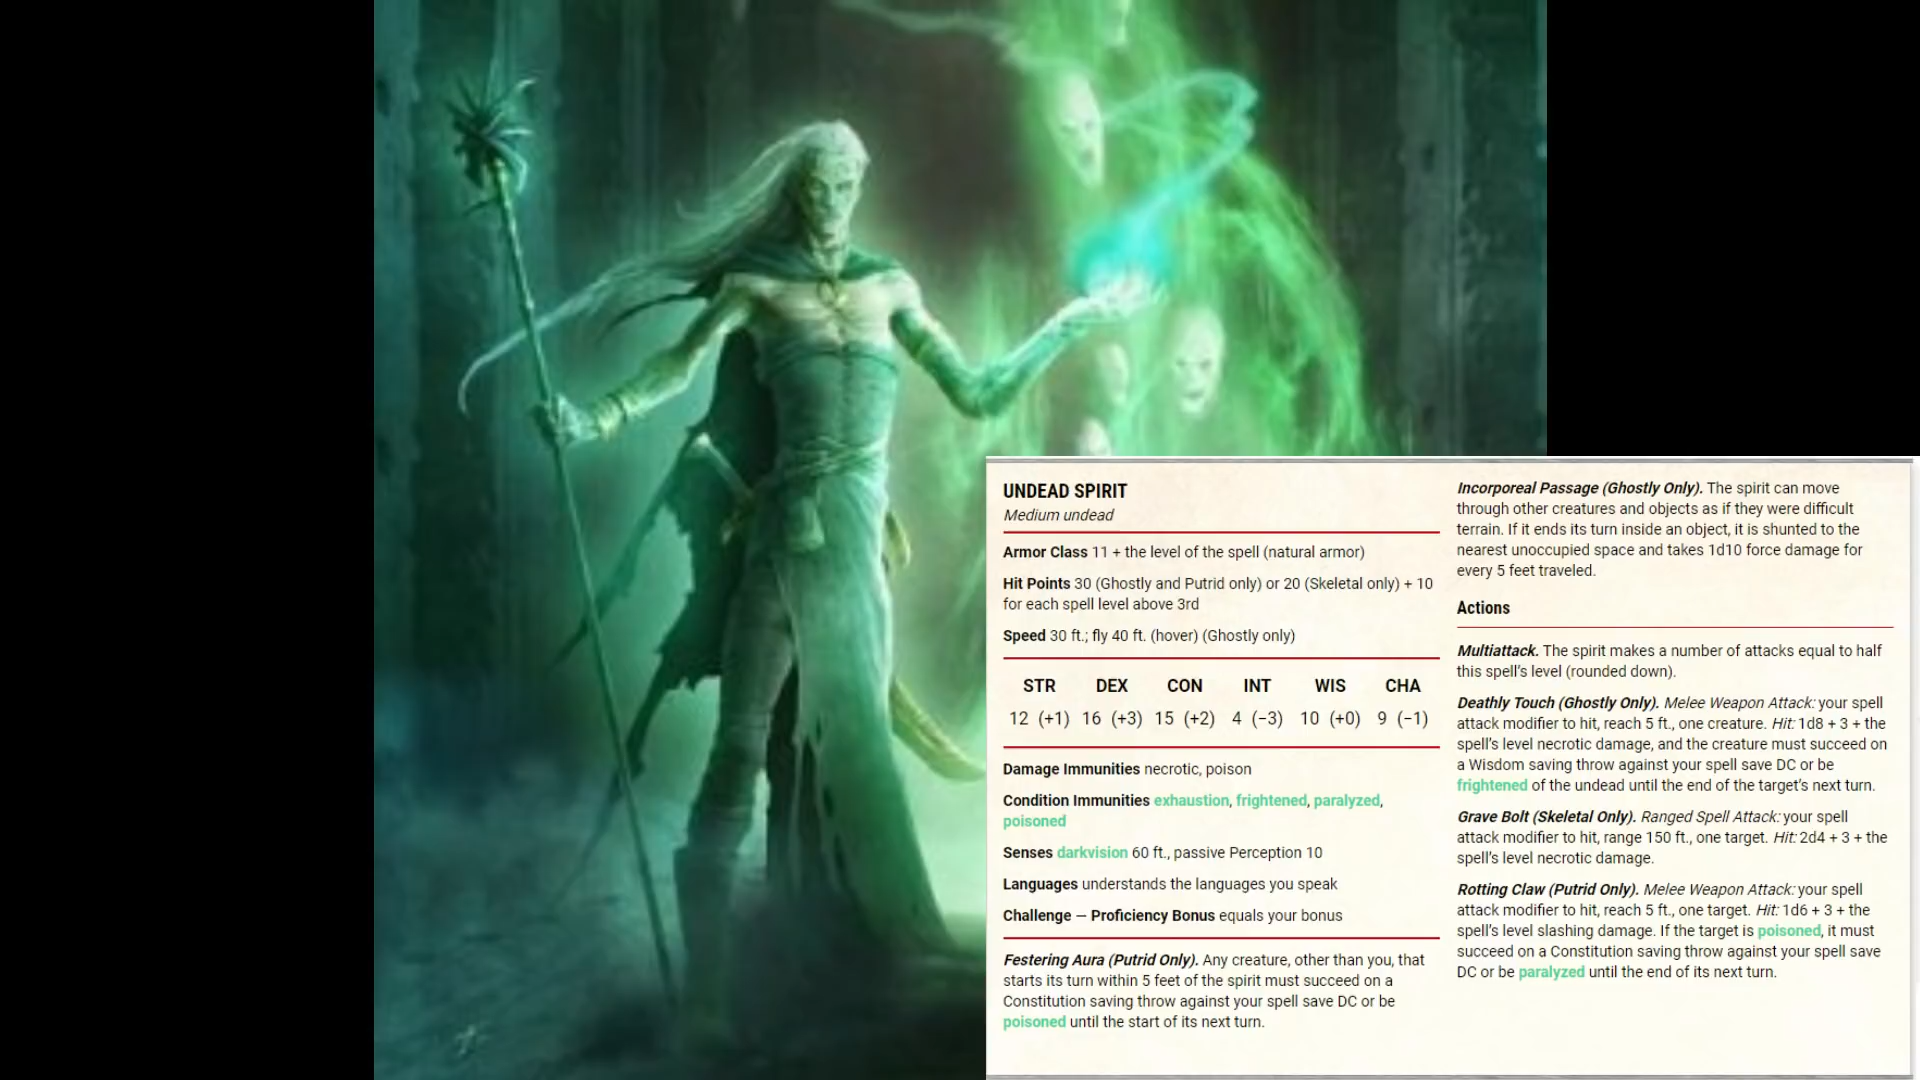 UNDEAD SPIRIT
Medium undead
Armor Class 11 + the level of the spell (natural armor)
Hit Points 30 (Ghostly and Putrid only) or 20 (Skeletal only) + 10
for each spell level above 3rd
Speed 30 ft.; fly 40 ft. (hover) (Ghostly only)
STR DEX CON INT WIS CHA
12 (+1) 16 (+3) 15 (+2) 4 (−3) 10 (+0) 9 (−1)
Damage Immunities necrotic, poison
Condition Immunities exhaustion, frightened, paralyzed,
poisoned
Senses darkvision 60 ft., passive Perception 10
Languages understands the languages you speak
Challenge — Proficiency Bonus equals your bonus
Festering Aura (Putrid Only). Any creature, other than you, that
starts its turn within 5 feet of the spirit must succeed on a
Constitution saving throw against your spell save DC or be
poisoned until the start of its next turn.
Incorporeal Passage (Ghostly Only). The spirit can move
through other creatures and objects as if they were difficult
terrain. If it ends its turn inside an object, it is shunted to the
nearest unoccupied space and takes 1d10 force damage for
every 5 feet traveled.
Actions
Multiattack. The spirit makes a number of attacks equal to half
this spell's level (rounded down).
Deathly Touch (Ghostly Only). Melee Weapon Attack: your spell
attack modifier to hit, reach 5 ft., one creature. Hit: 1d8 + 3 + the
spell's level necrotic damage, and the creature must succeed on
a Wisdom saving throw against your spell save DC or be
frightened of the undead until the end of the target's next turn.
Grave Bolt (Skeletal Only). Ranged Spell Attack: your spell
attack modifier to hit, range 150 ft., one target. Hit: 2d4 + 3 + the
spell's level necrotic damage.
Rotting Claw (Putrid Only). Melee Weapon Attack: your spell
attack modifier to hit, reach 5 ft., one target. Hit: 1d6 + 3 + the
spell's level slashing damage. If the target is poisoned, it must
succeed on a Constitution saving throw against your spell save
DC or be paralyzed until the end of its next turn.